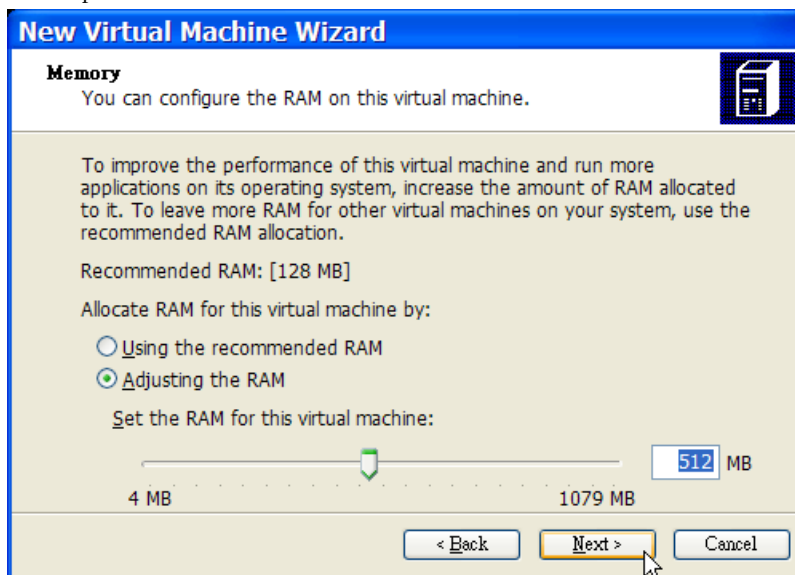 New Virtual Machine Wizard
Memory
You can configure the RAM on this virtual machine.
To improve the performance of this virtual machine and run more
applications on its operating system, increase the amount of RAM allocated
to it. To leave more RAM for other virtual machines on your system, use the
recommended RAM allocation.
Recommended RAM: [128 MB]
Allocate RAM for this virtual machine by:
Using the recommended RAM
Adjusting the RAM
Set the RAM for this virtual machine:
512 MB
4 MB 1079 MB
< Back Next > Cancel